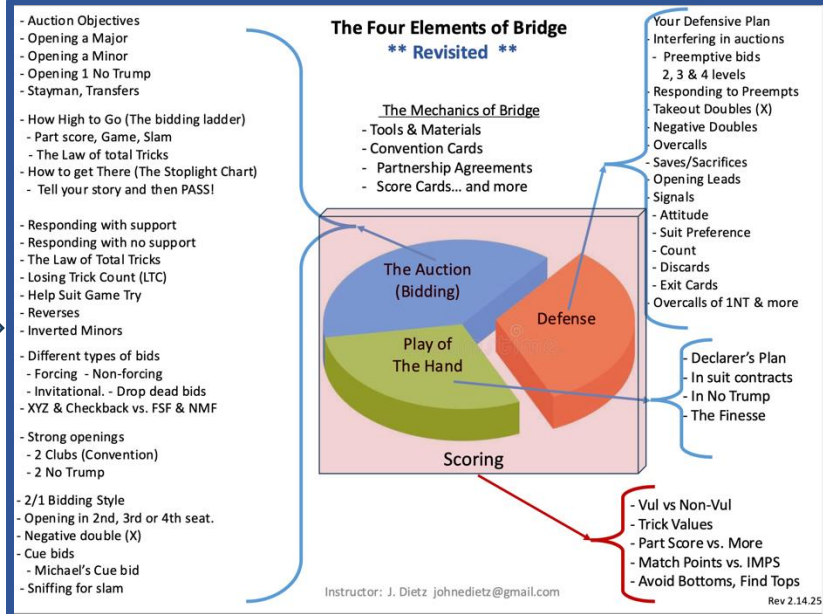 The Four Elements of Bridge
** Revisited **
- Auction Objectives
- Opening a Major
- Opening a Minor
- Opening 1 No Trump
- Stayman, Transfers
- How High to Go (The bidding ladder)
- Part score, Game, Slam
- The Law of total Tricks
- How to get There (The Stoplight Chart)
- Tell your story and then PASS!
- Responding with support
- Responding with no support
- The Law of Total Tricks
- Losing Trick Count (LTC)
- Help Suit Game Try
- Reverses
- Inverted Minors
- Different types of bids
- Forcing - Non-forcing
- Invitational. - Drop dead bids
- XYZ & Checkback vs. FSF & NMF
- Strong openings
- 2 Clubs (Convention)
- 2 No Trump
- 2/1 Bidding Style
- Opening in 2nd, 3rd or 4th seat.
- Negative double (X)
- Cue bids
- Michael's Cue bid
- Sniffing for slam
The Mechanics of Bridge
- Tools & Materials
- Convention Cards
- Partnership Agreements
- Score Cards... and more
The Auction
(Bidding)
Defense
Play of
The Hand
Scoring
- Your Defensive Plan
- Interfering in auctions
- Preemptive bids
2, 3 & 4 levels
- Responding to Preempts
- Takeout Doubles (X)
- Negative Doubles
- Overcalls
- Saves/Sacrifices
- Opening Leads
- Signals
- Attitude
- Suit Preference
- Count
- Discards
- Exit Cards
- Overcalls of 1NT & more
- Declarer's Plan
- In suit contracts
- In No Trump
- The Finesse
- Vul vs Non-Vul
- Trick Values
- Part Score vs. More
- Match Points vs. IMPS
- Avoid Bottoms, Find Tops
Instructor: J. Dietz johnedietz@gmail.com
Rev 2.14.25